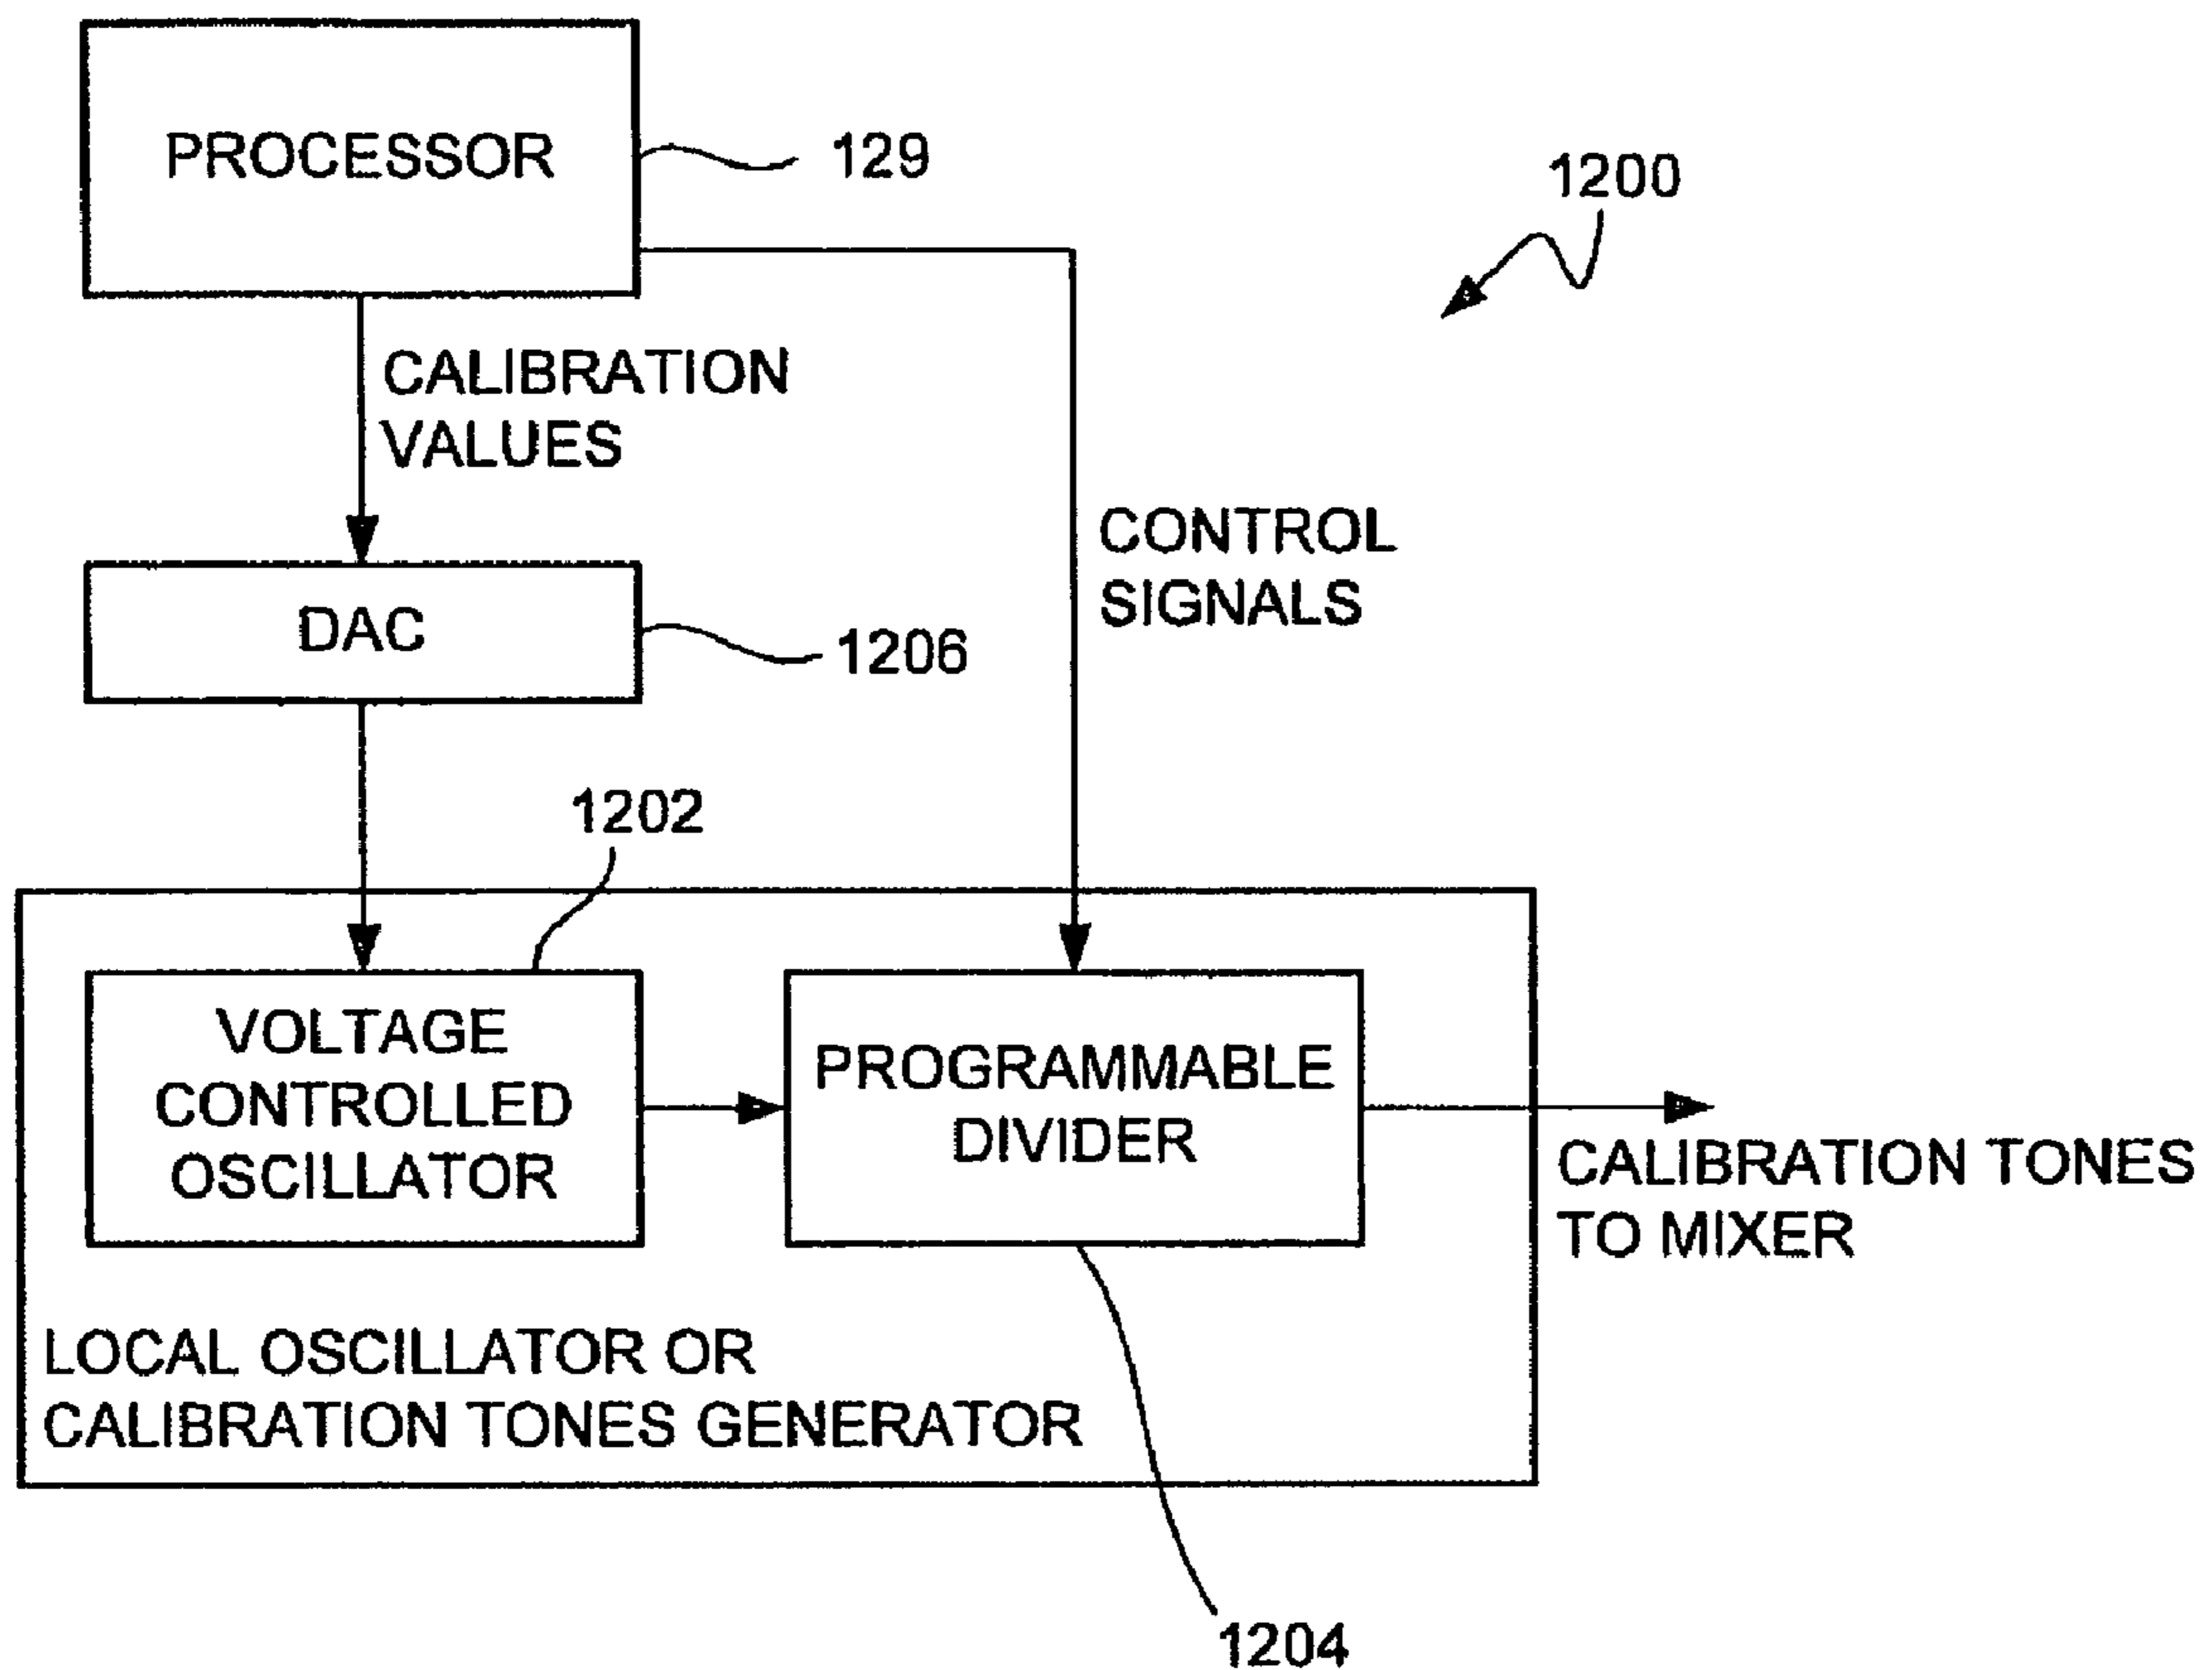 PROCESSOR
129
1200
CALIBRATION
VALUES
CONTROL
SIGNALS
DAC
1206
1202
VOLTAGE
CONTROLLED
OSCILLATOR
PROGRAMMABLE
DIVIDER
CALIBRATION TONES
TO MIXER
LOCAL OSCILLATOR OR
CALIBRATION TONES GENERATOR
1204